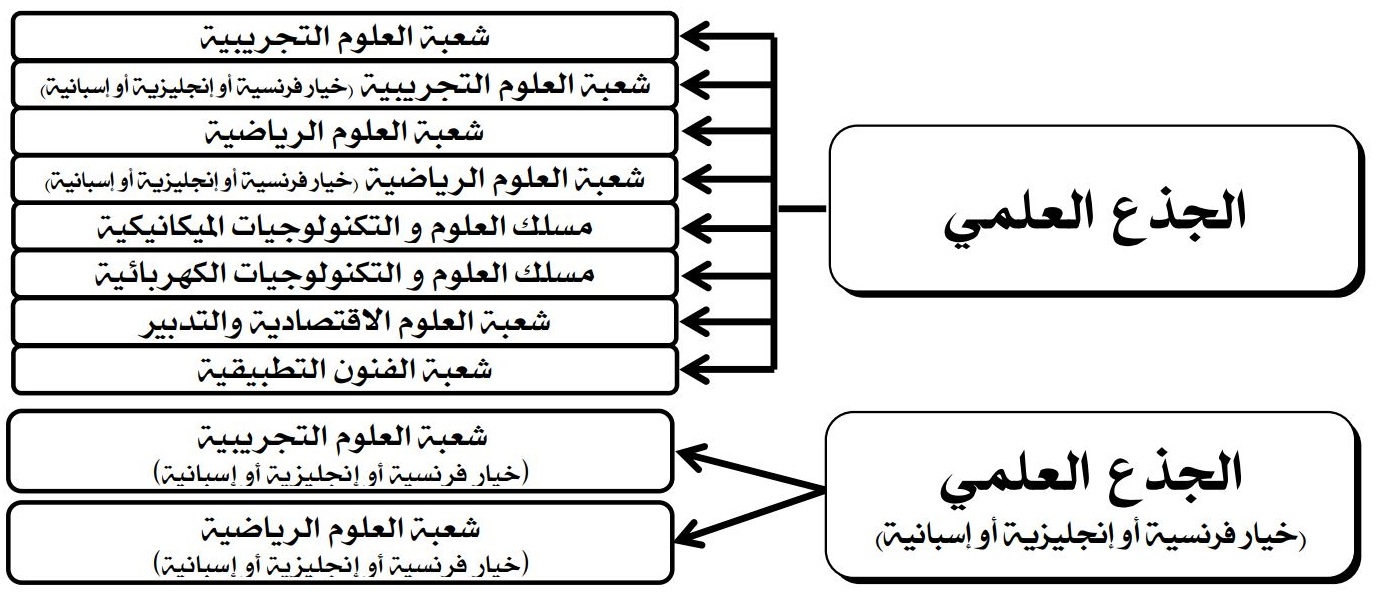 الجذع العلمي
شعبة العلوم التجريبية
شعبة العلوم التجريبية (خيار فرنسية أو إنجليزية أو إسبانية)
شعبة العلوم الرياضية
شعبة العلوم الرياضية (خيار فرنسية أو إنجليزية أو إسبانية)
مسلك العلوم و التكنولوجيات الميكانيكية
مسلك العلوم و التكنولوجيات الكهربائية
شعبة العلوم الاقتصادية والتدبير
شعبة الفنون التطبيقية
الجذع العلمي
(خيار فرنسية أو إنجليزية أو إسبانية)
شعبة العلوم التجريبية
(خيار فرنسية أو إنجليزية أو إسبانية)
شعبة العلوم الرياضية
(خيار فرنسية أو إنجليزية أو إسبانية)